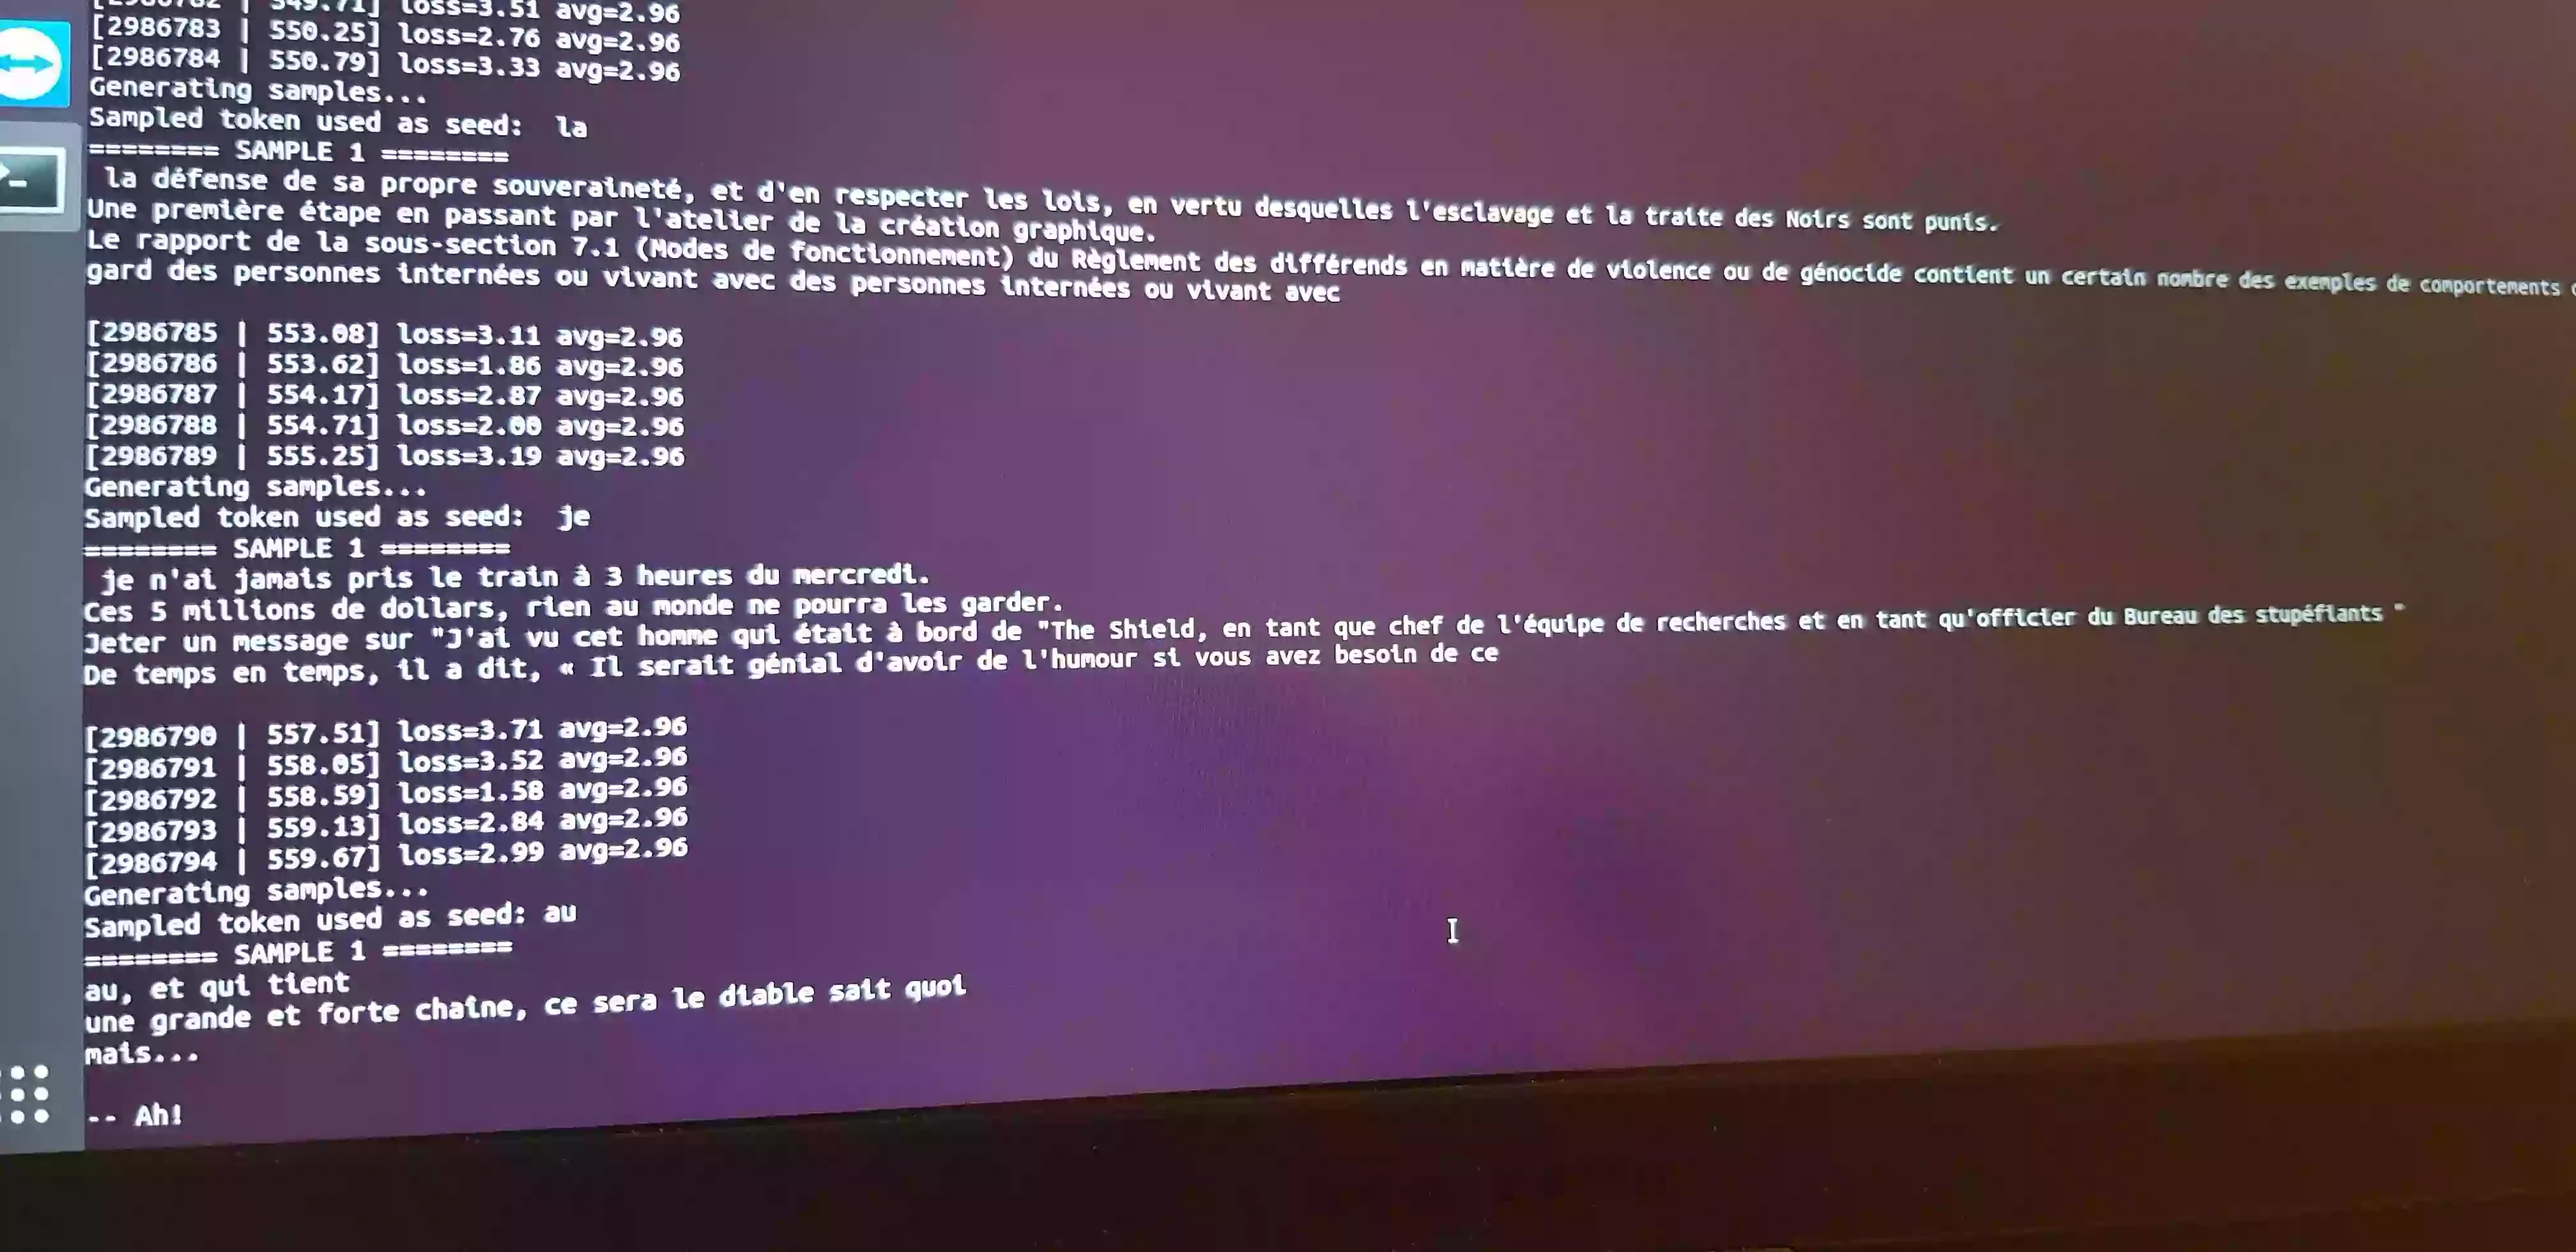 [2986782 | 549.71] loss=3.51 avg=2.96
[2986783 | 550.25] loss=2.76 avg=2.96
[2986784 | 550.79] loss=3.33 avg=2.96
Generating samples...
Sampled token used as seed:  la
======== SAMPLE 1 ========
 la défense de sa propre souveraineté, et d'en respecter les lois, en vertu desquelles l'esclavage et la traite des Noirs sont punis.
Une première étape en passant par l'atelier de la création graphique.
Le rapport de la sous-section 7.1 (Modes de fonctionnement) du Règlement des différends en matière de violence ou de génocide contient un certain nombre des exemples de comportements
gard des personnes internées ou vivant avec des personnes internées ou vivant avec
[2986785 | 553.08] loss=3.11 avg=2.96
[2986786 | 553.62] loss=1.86 avg=2.96
[2986787 | 554.17] loss=2.87 avg=2.96
[2986788 | 554.71] loss=2.00 avg=2.96
[2986789 | 555.25] loss=3.19 avg=2.96
Generating samples...
Sampled token used as seed:  je
======== SAMPLE 1 ========
 je n'ai jamais pris le train à 3 heures du mercredi.
Ces 5 millions de dollars, rien au monde ne pourra les garder.
Jeter un message sur "J'ai vu cet homme qui était à bord de "The Shield, en tant que chef de l'équipe de recherches et en tant qu'officier du Bureau des stupéfiants "
De temps en temps, il a dit, « Il serait génial d'avoir de l'humour si vous avez besoin de ce
[2986790 | 557.51] loss=3.71 avg=2.96
[2986791 | 558.05] loss=3.52 avg=2.96
[2986792 | 558.59] loss=1.58 avg=2.96
[2986793 | 559.13] loss=2.84 avg=2.96
[2986794 | 559.67] loss=2.99 avg=2.96
Generating samples...
Sampled token used as seed: au
======== SAMPLE 1 ========
au, et qui tient
une grande et forte chaîne, ce sera le diable sait quoi
mais...
-- Ah!